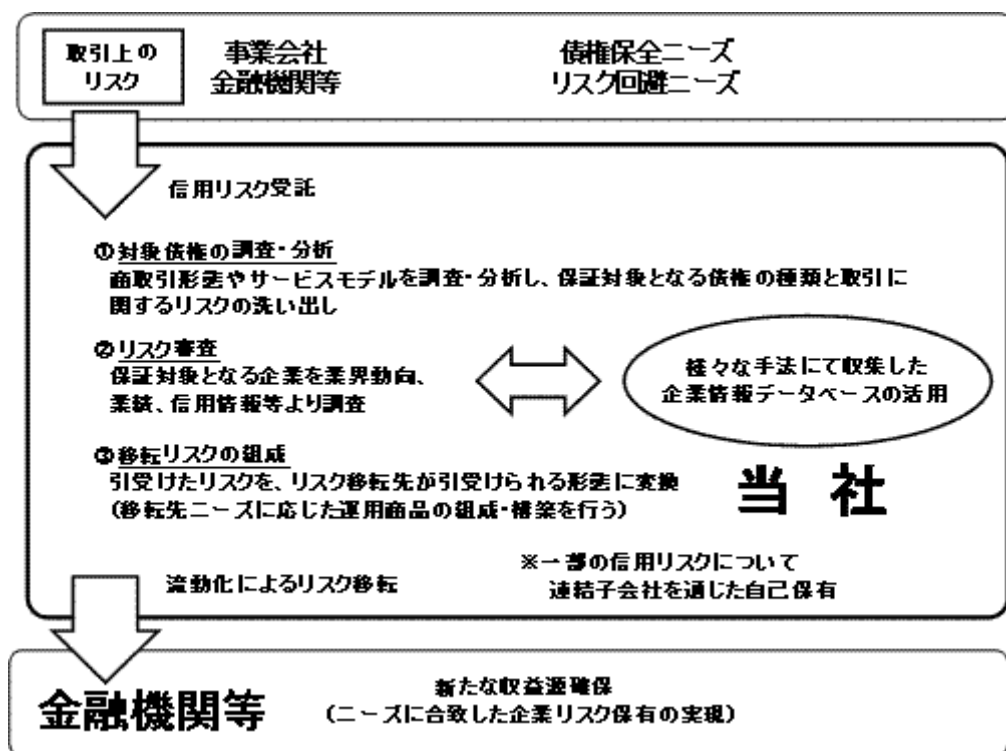 取引上の
リスク
事業会社
金融機関等
債権保全ニーズ
リスク回避ニーズ
信用リスク受託
①対象債権の調査・分析
商取引形態やサービスモデルを調査・分析し、保証対象となる債権の種類と取引に
関するリスクの洗い出し
②リスク審査
保証対象となる企業を業界動向、
業績、信用情報等より調査
様々な手法にて収集した
企業情報データベースの活用
③移転リスクの組成
引受けたリスクを、リスク移転先が引受けられる形態に変換
（移転先ニーズに応じた運用商品の組成・構築を行う）
当 社
流動化によるリスク移転
※一部の信用リスクについて
連結子会社を通じた自己保有
金融機関等
新たな収益源確保
（ニーズに合致した企業リスク保有の実現）